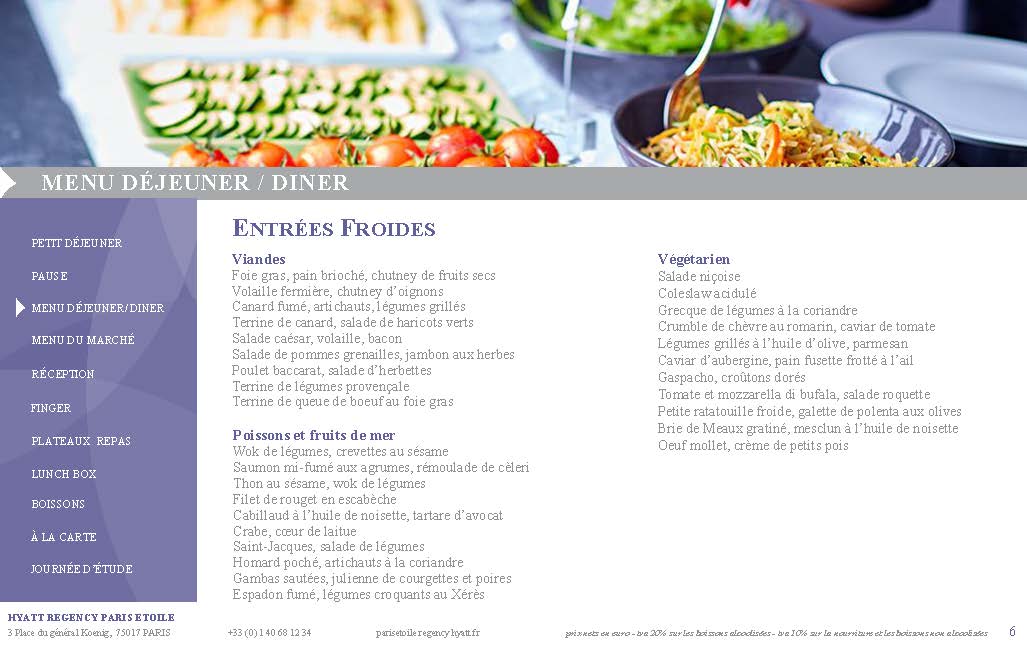 MENU DÉJEUNER / DINER
PETIT DÉJEUNER
PAUSE
MENU DÉJEUNER/DINER
MENU DU MARCHÉ
RÉCEPTION
FINGER
PLATEAUX REPAS
LUNCH BOX
BOISSONS
À LA CARTE
JOURNÉE D'ÉTUDE
ENTRÉES FROIDES
Viandes
Foie gras, pain brioché, chutney de fruits secs
Volaille fermière, chutney d'oignons
Canard fumé, artichauts, légumes grillés
Terrine de canard, salade de haricots verts
Salade caésar, volaille, bacon
Salade de pommes grenailles, jambon aux herbes
Poulet baccarat, salade d'herbettes
Terrine de légumes provençale
Terrine de queue de boeuf au foie gras
Poissons et fruits de mer
Wok de légumes, crevettes au sésame
Saumon mi-fumé aux agrumes, rémoulade de cèleri
Thon au sésame, wok de légumes
Filet de rouget en escabèche
Cabillaud à l'huile de noisette, tartare d'avocat
Crabe, cœur de laitue
Saint-Jacques, salade de légumes
Homard poché, artichauts à la coriandre
Gambas sautées, julienne de courgettes et poires
Espadon fumé, légumes croquants au Xérès
Végétarien
Salade niçoise
Coleslaw acidulé
Grecque de légumes à la coriandre
Crumble de chèvre au romarin, caviar de tomate
Légumes grillés à l'huile d'olive, parmesan
Caviar d'aubergine, pain fusette frotté à l'ail
Gaspacho, croûtons dorés
Tomate et mozzarella di bufala, salade roquette
Petite ratatouille froide, galette de polenta aux olives
Brie de Meaux gratiné, mesclun à l'huile de noisette
Oeuf mollet, crème de petits pois
HYATT REGENCY PARIS ETOILE
3 Place du général Koenig, 75017 PARIS
+33 (0) 1 40 68 12 34
parisetoile.regency.hyatt.fr
prix nets en euro - tva 20% sur les boissons alcoolisées - tva 10% sur la nourriture et les boissons non alcoolisées
6